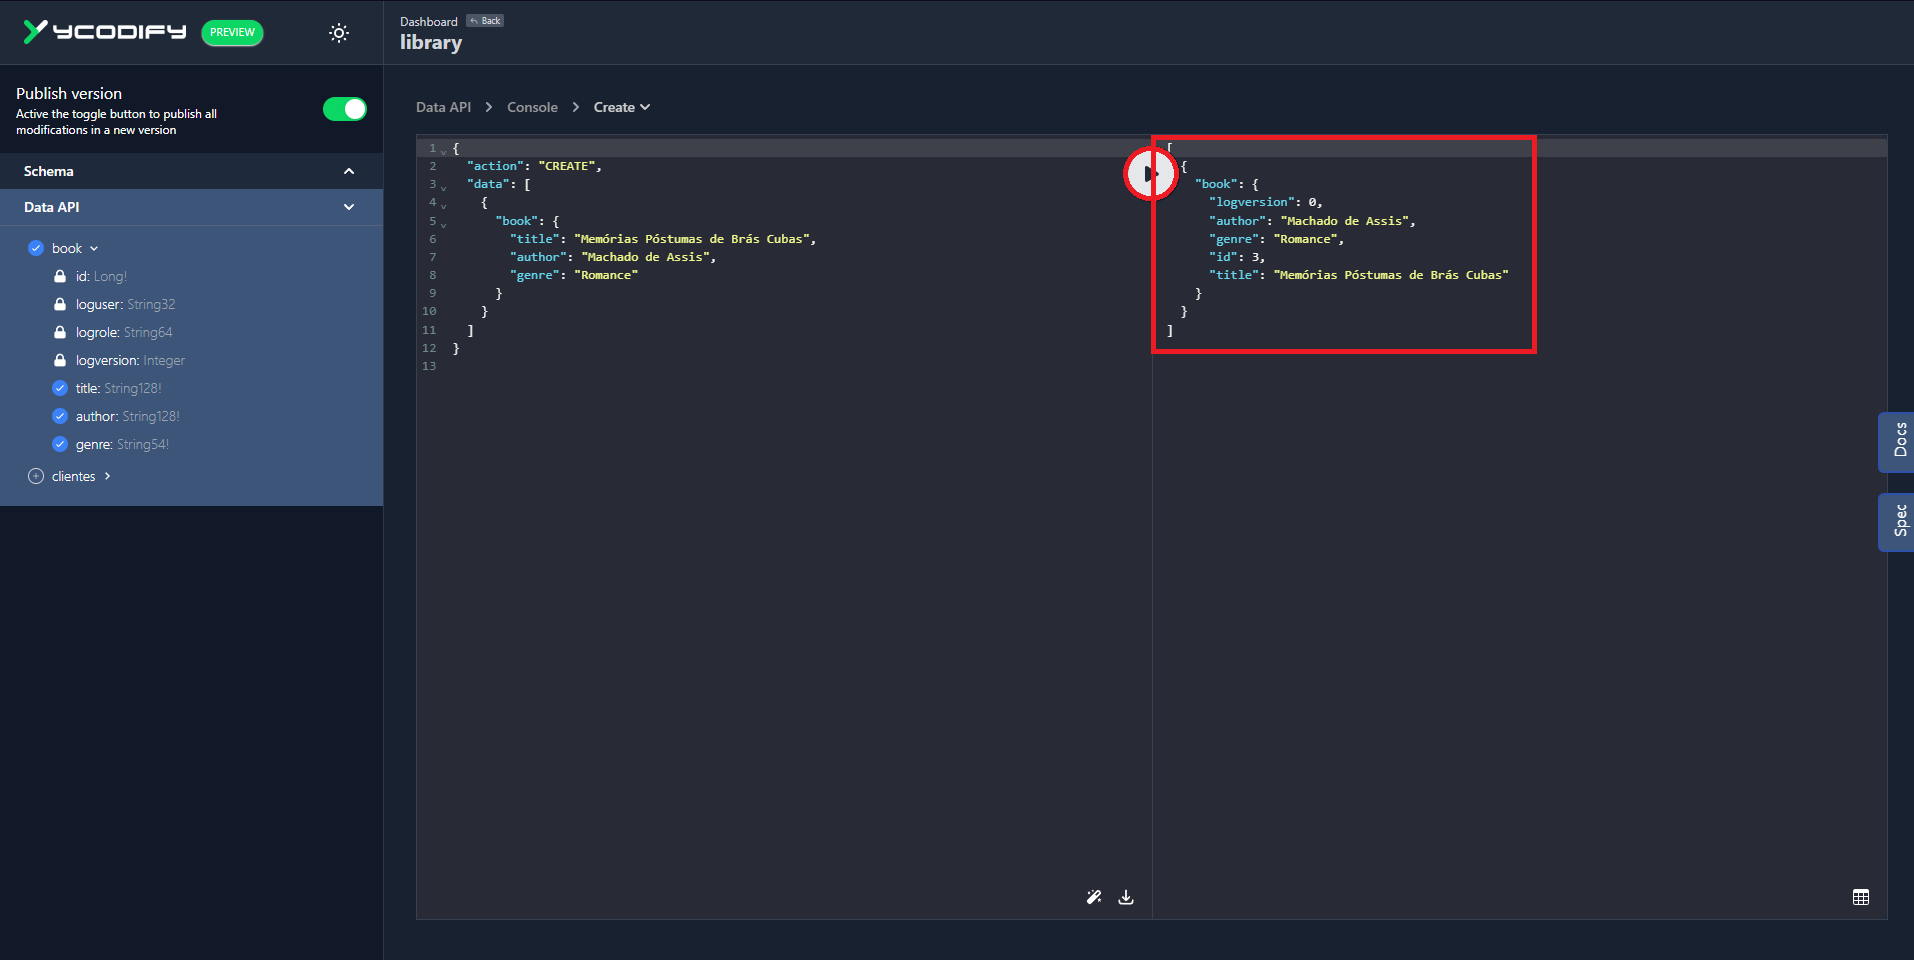 YCODIFY PREVIEW
Dashboard Back
library
Publish version
Active the toggle button to publish all
modifications in a new version
Schema
Data API
book
id: Long!
loguser: String32
logrole: String64
logversion: Integer
title: String128!
author: String128!
genre: String54!
clientes
Data API > Console > Create
1 {
2 "action": "CREATE",
3 "data": [
4 {
5 "book": {
6 "title": "Memórias Póstumas de Brás Cubas",
7 "author": "Machado de Assis",
8 "genre": "Romance"
9 }
10 }
11 ]
12 }
13
[
{
"book": {
"logversion": 0,
"author": "Machado de Assis",
"genre": "Romance",
"id": 3,
"title": "Memórias Póstumas de Brás Cubas"
}
}
]
Docs
Spec